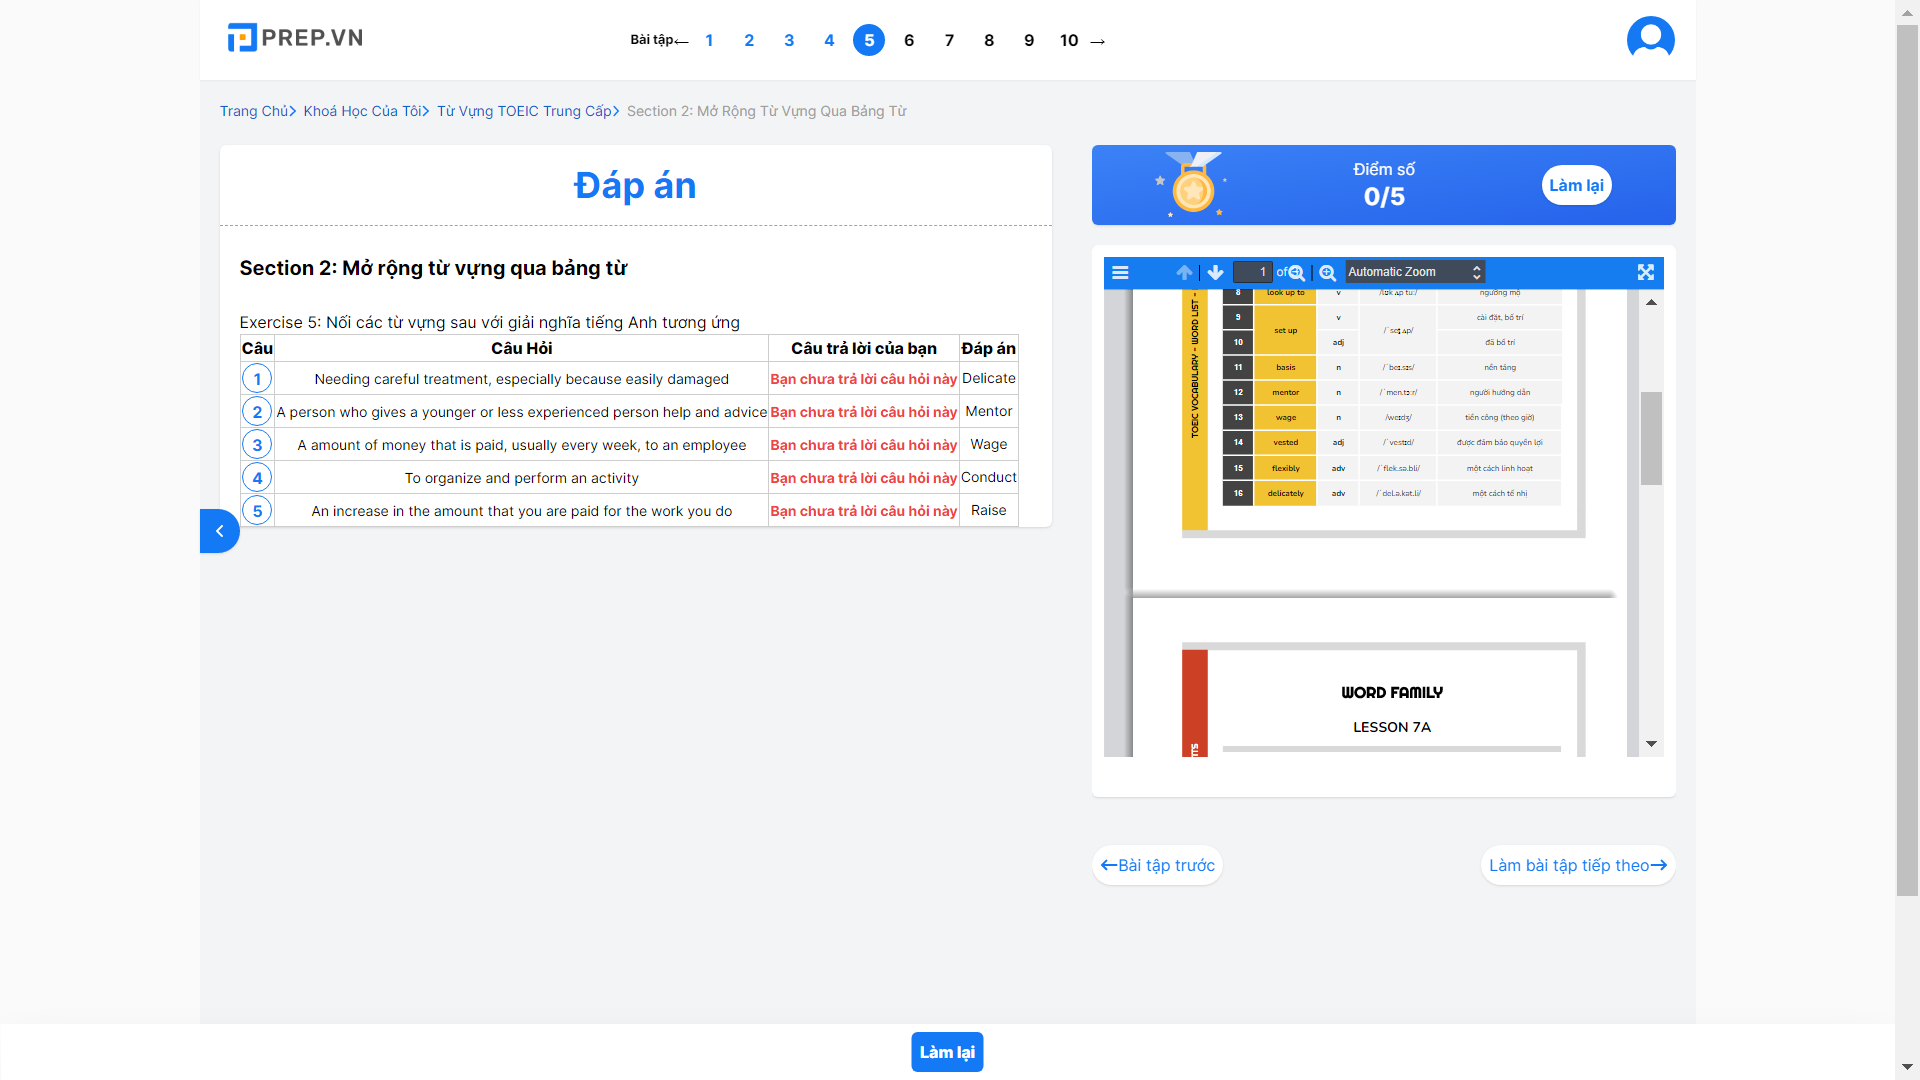 PREP.VN
Bài tập← 1 2 3 4 5 6 7 8 9 10 →
Trang Chủ> Khoá Học Của Tôi> Từ Vựng TOEIC Trung Cấp> Section 2: Mở Rộng Từ Vựng Qua Bảng Từ
Đáp án
Section 2: Mở rộng từ vựng qua bảng từ
Exercise 5: Nối các từ vựng sau với giải nghĩa tiếng Anh tương ứng
Câu Câu Hỏi Câu trả lời của bạn Đáp án
1 Needing careful treatment, especially because easily damaged Bạn chưa trả lời câu hỏi này Delicate
2 A person who gives a younger or less experienced person help and advice Bạn chưa trả lời câu hỏi này Mentor
3 A amount of money that is paid, usually every week, to an employee Bạn chưa trả lời câu hỏi này Wage
4 To organize and perform an activity Bạn chưa trả lời câu hỏi này Conduct
5 An increase in the amount that you are paid for the work you do Bạn chưa trả lời câu hỏi này Raise
Điểm số
0/5
Làm lại
1 of Automatic Zoom
TOEIC VOCABULARY - WORD LIST -
8 look up to v /lʊk ʌp tuː/ ngưỡng mộ
9 set up v /ˈset̬ ʌp/ cài đặt, bố trí
10 adj đã bố trí
11 basis n /ˈbeɪ.sɪs/ nền tảng
12 mentor n /ˈmen.tɔːr/ người hướng dẫn
13 wage n /weɪdʒ/ tiền công (theo giờ)
14 vested adj /ˈvestɪd/ được đảm bảo quyền lợi
15 flexibly adv /ˈflek.sə.bli/ một cách linh hoạt
16 delicately adv /ˈdel.ə.kət.li/ một cách tế nhị
WORD FAMILY
LESSON 7A
←Bài tập trước
Làm bài tập tiếp theo→
Làm lại